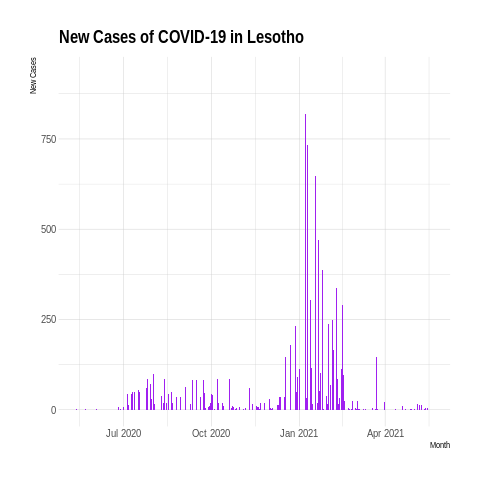 New Cases of COVID-19 in Lesotho
New Cases
750
500
250
0
Jul 2020
Oct 2020
Jan 2021
Apr 2021
Month